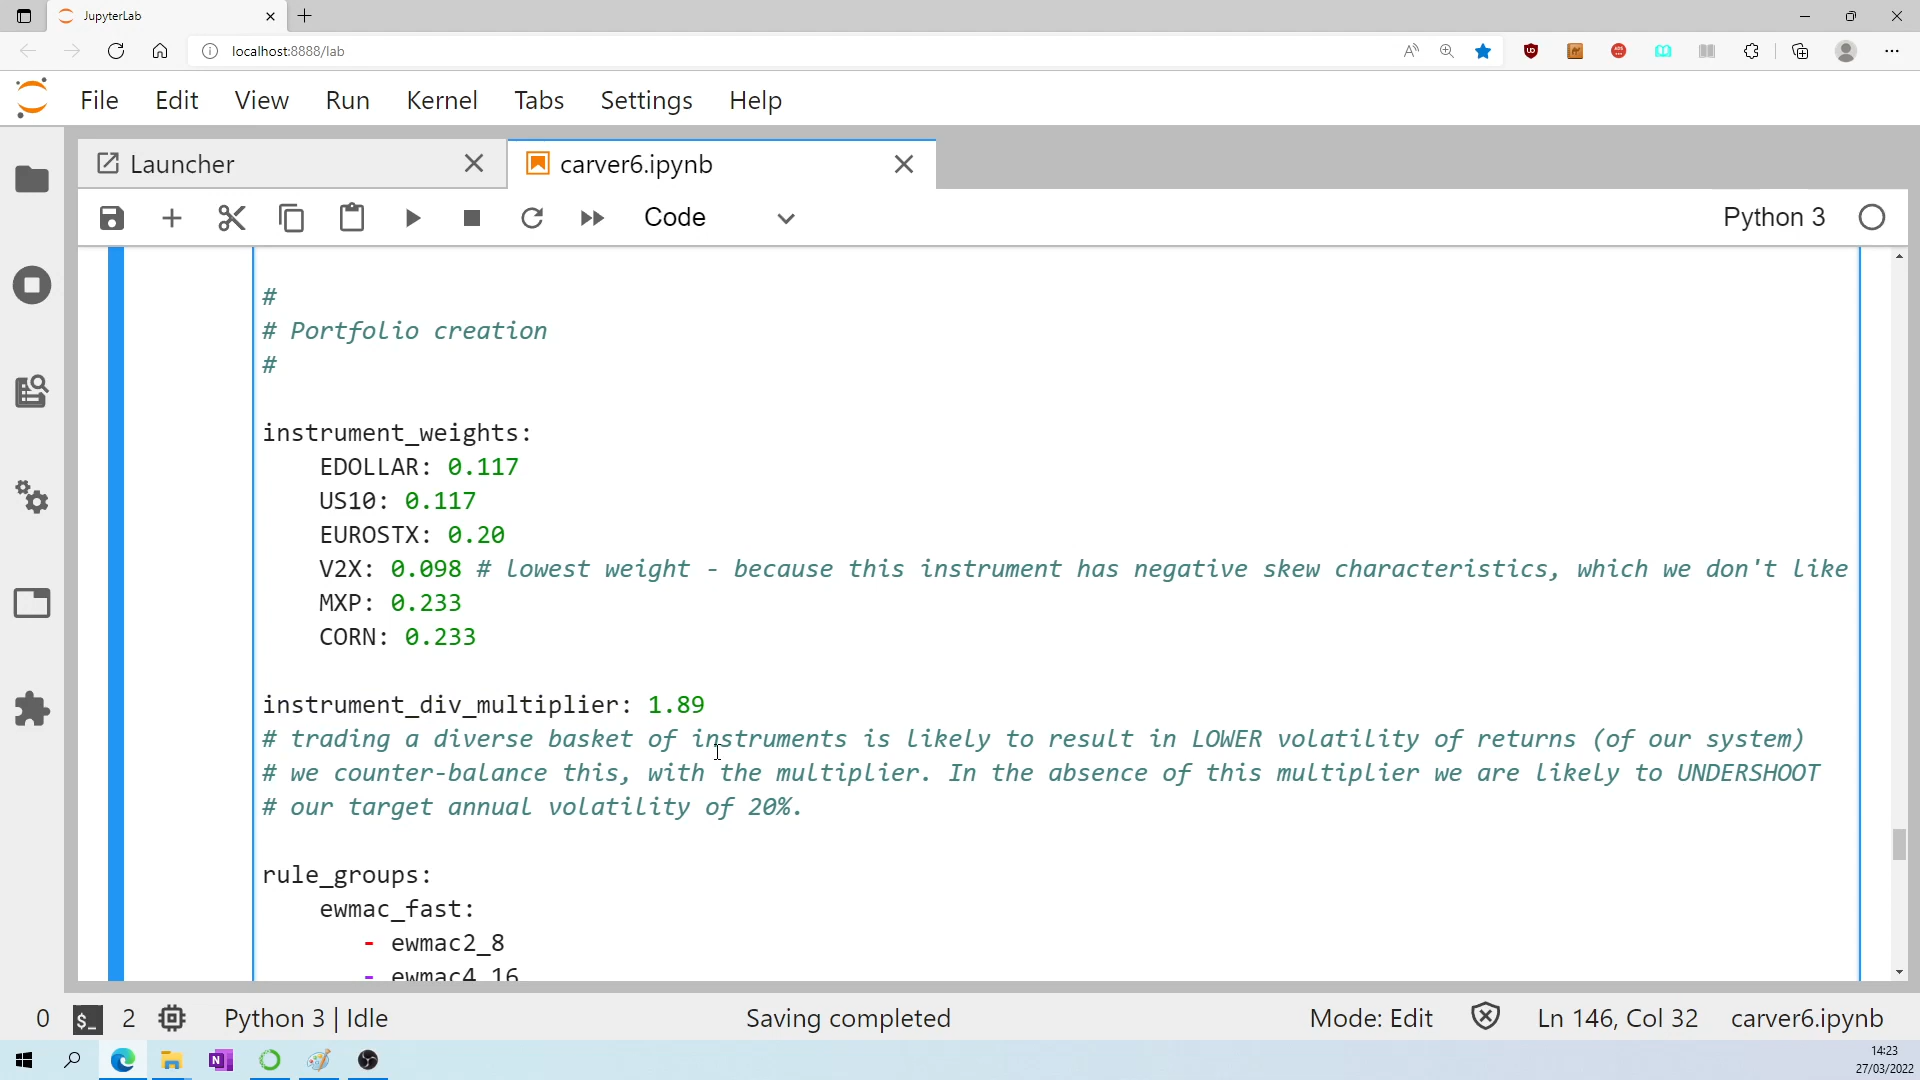 JupyterLab
localhost:8888/lab
File Edit View Run Kernel Tabs Settings Help
Launcher
carver6.ipynb
Code
Python 3
#
# Portfolio creation
#
instrument_weights:
EDOLLAR: 0.117
US10: 0.117
EUROSTX: 0.20
V2X: 0.098 # lowest weight - because this instrument has negative skew characteristics, which we don't like
MXP: 0.233
CORN: 0.233
instrument_div_multiplier: 1.89
# trading a diverse basket of instruments is likely to result in LOWER volatility of returns (of our system)
# we counter-balance this, with the multiplier. In the absence of this multiplier we are likely to UNDERSHOOT
# our target annual volatility of 20%.
rule_groups:
ewmac_fast:
- ewmac2_8
- ewmac4_16
0 $_ 2 Python 3 | Idle Saving completed Mode: Edit Ln 146, Col 32 carver6.ipynb
14:23
27/03/2022